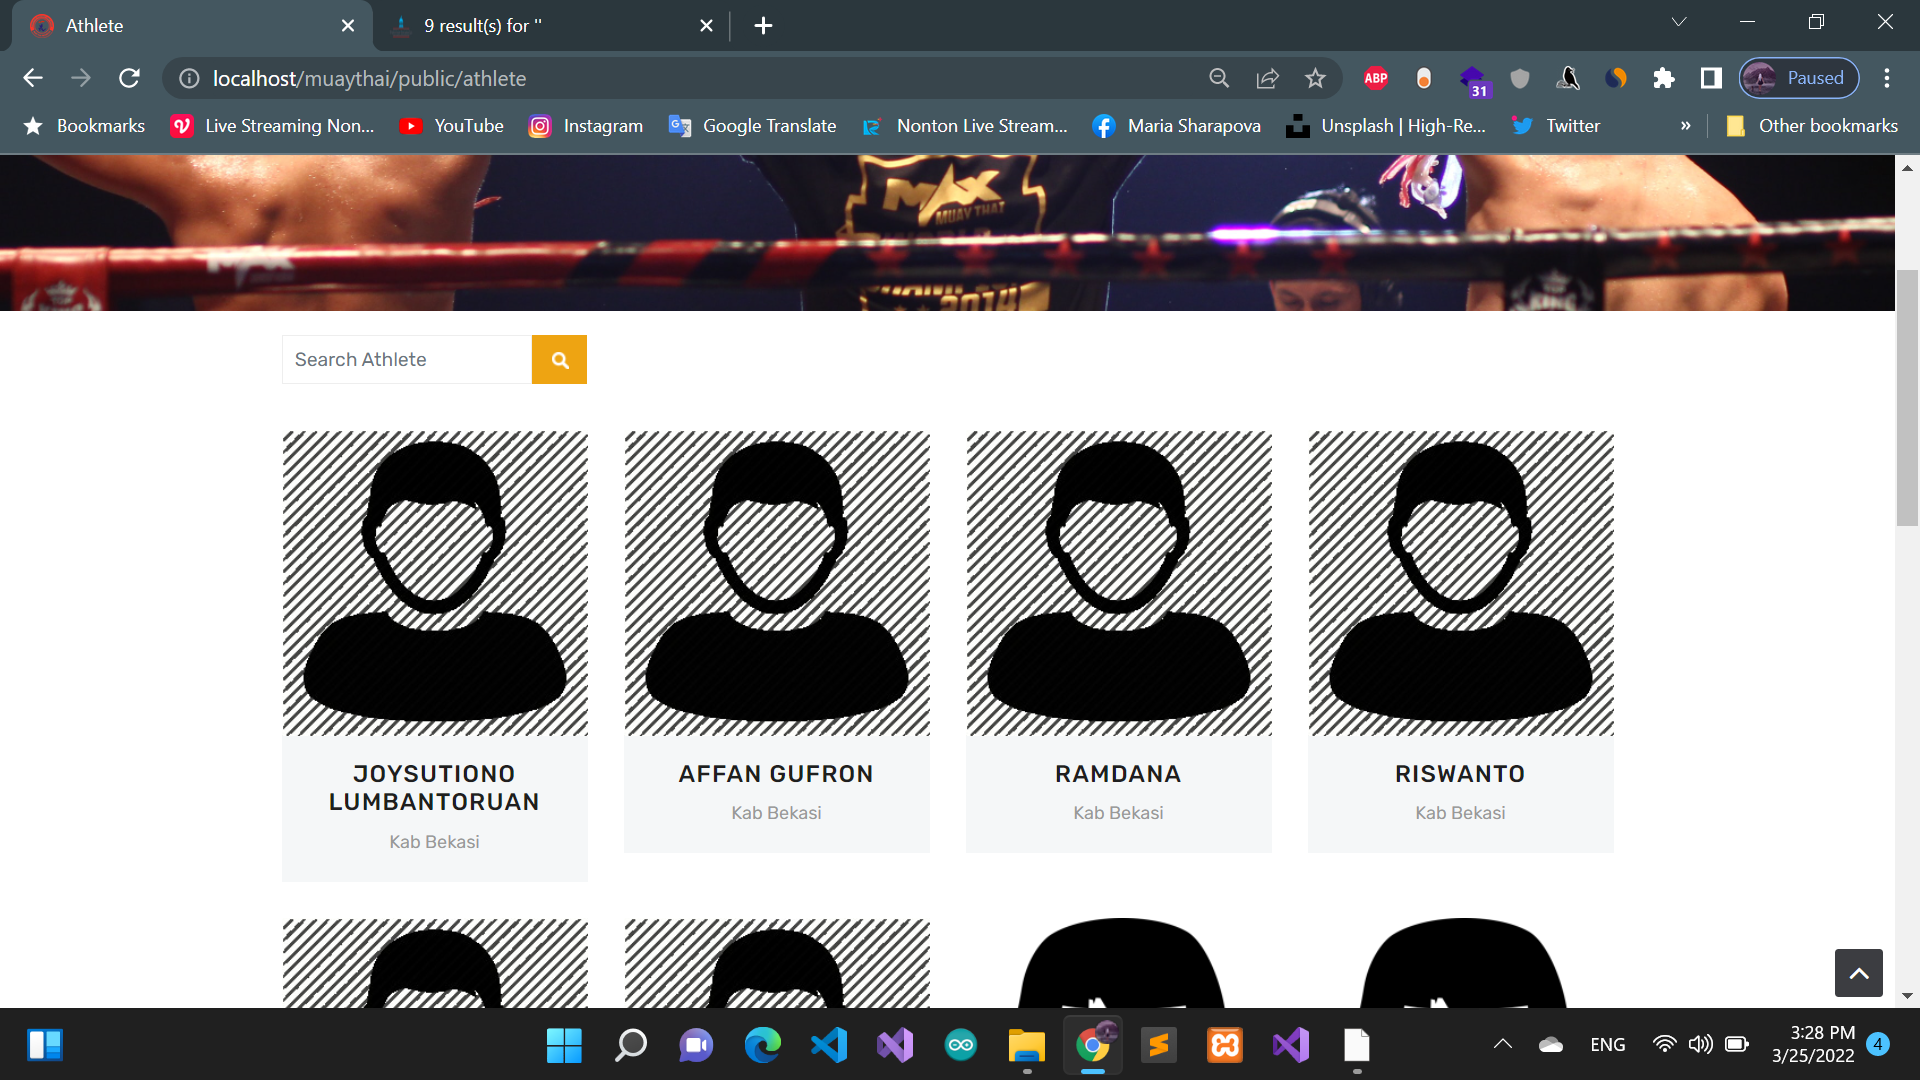 Athlete
9 result(s) for ''
localhost/muaythai/public/athlete
ABP
31
Paused
Bookmarks
Live Streaming Non...
YouTube
Instagram
Google Translate
Nonton Live Stream...
Maria Sharapova
Unsplash | High-Re...
Twitter
»
Other bookmarks
MAX
MUAY THAI
2014
KING
Search Athlete
JOYSUTIONO
LUMBANTORUAN
Kab Bekasi
AFFAN GUFRON
Kab Bekasi
RAMDANA
Kab Bekasi
RISWANTO
Kab Bekasi
ENG
3:28 PM
3/25/2022
4